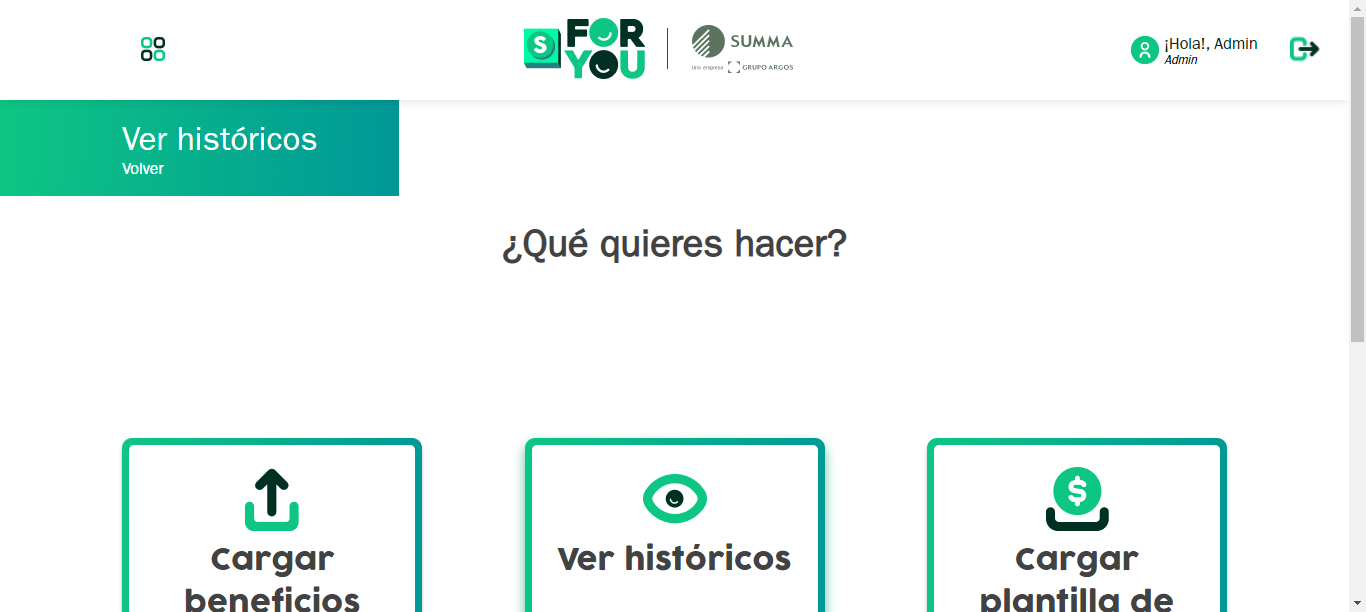 S
FOR
YOU
SUMMA
Una empresa GRUPO ARGOS
¡Hola!, Admin
Admin
Ver históricos
Volver
¿Qué quieres hacer?
Cargar
beneficios
Ver históricos
$
Cargar
plantilla de